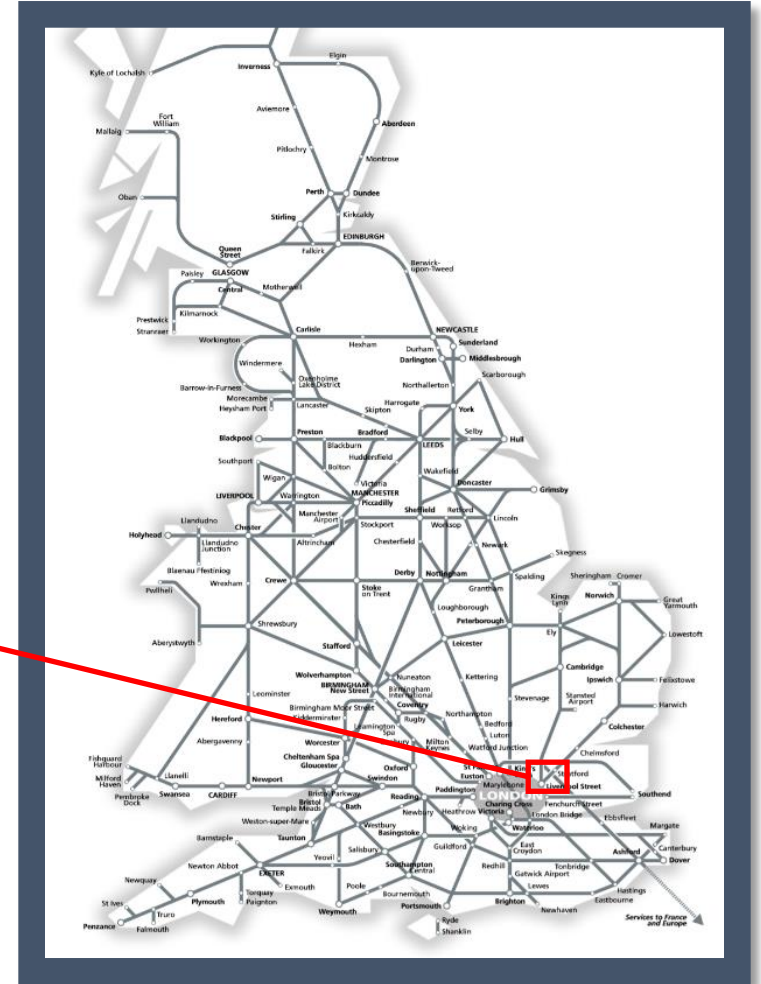 Elgin
Inverness
Kyle of Lochalsh
Aviemore
Fort
William
Mallaig
Aberdeen
Pitlochry
Montrose
Perth
Dundee
Oban
Stirling
Kirkcaldy
EDINBURGH
Queen
Street
Falkirk
Berwick-
upon-Tweed
Paisley
GLASGOW
Central
Motherwell
Prestwick
Kilmarnock
Stranraer
Carlisle
NEWCASTLE
Workington
Hexham
Durham
Sunderland
Darlington
Middlesbrough
Windermere
Scarborough
Oxenholme
Lake District
Barrow-in-Furness
Northallerton
Morecambe
Lancaster
Harrogate
York
Heysham Port
Skipton
Blackpool
Preston
Bradford
Selby
Hull
Blackburn
LEEDS
Huddersfield
Southport
Bolton
Wakefield
Wigan
Victoria
Doncaster
MANCHESTER
Grimsby
LIVERPOOL
Warrington
Piccadilly
Manchester
Airport
Sheffield
Retford
Lincoln
Llandudno
Chester
Stockport
Worksop
Holyhead
Llandudno
Junction
Altrincham
Chesterfield
Newark
Skegness
Blaenau Ffestiniog
Derby
Nottingham
Spalding
Sheringham
Cromer
Pwllheli
Wrexham
Crewe
Stoke
on Trent
Grantham
Kings
Lynn
Norwich
Great
Yarmouth
Loughborough
Peterborough
Shrewsbury
Ely
Lowestoft
Aberystwyth
Stafford
Leicester
Wolverhampton
Cambridge
BIRMINGHAM
New Street
Nuneaton
Kettering
Ipswich
Felixstowe
Birmingham
International
Stansted
Airport
Leominster
Coventry
Stevenage
Harwich
Birmingham Moor Street
Rugby
Northampton
Kidderminster
Hereford
Leamington
Spa
Bedford
Colchester
Worcester
Milton
Keynes
Luton
Abergavenny
Watford Junction
Chelmsford
Cheltenham Spa
Gloucester
Oxford
Fishguard
Harbour
Euston
Stratford
Llanelli
Marylebone
Liverpool Street
Milford
Haven
Newport
Swindon
Paddington
LONDON
Southend
Pembroke
Dock
Swansea
CARDIFF
Bristol Parkway
Reading
Charing Cross
Fenchurch Street
Bristol
Temple Meads
Bath
Newbury
Heathrow
Victoria
London Bridge
Ebbsfleet
Weston-super-Mare
Westbury
Basingstoke
Woking
Waterloo
Margate
Barnstaple
Taunton
Salisbury
Guildford
East
Croydon
Canterbury
Ashford
Dover
Newton Abbot
Yeovil
Southampton
Central
Redhill
Tonbridge
Gatwick Airport
EXETER
Newquay
Exmouth
Poole
Lewes
Hastings
Torquay
Bournemouth
Eastbourne
St Ives
Plymouth
Paignton
Portsmouth
Brighton
Newhaven
Truro
Weymouth
Penzance
Falmouth
Ryde
Shanklin
Services to France
and Europe